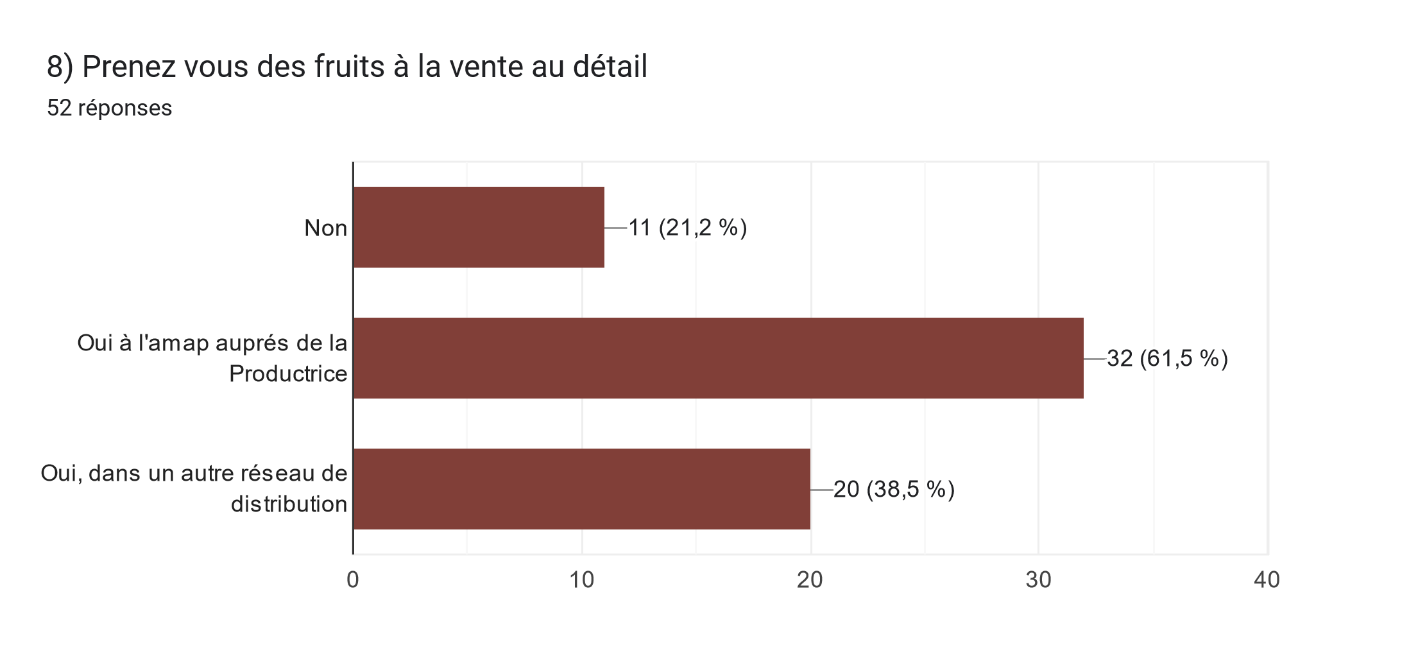 8) Prenez vous des fruits à la vente au détail
52 réponses
Non
11 (21,2 %)
Oui à l'amap auprés de la
Productrice
32 (61,5 %)
Oui, dans un autre réseau de
distribution
20 (38,5 %)
0
10
20
30
40